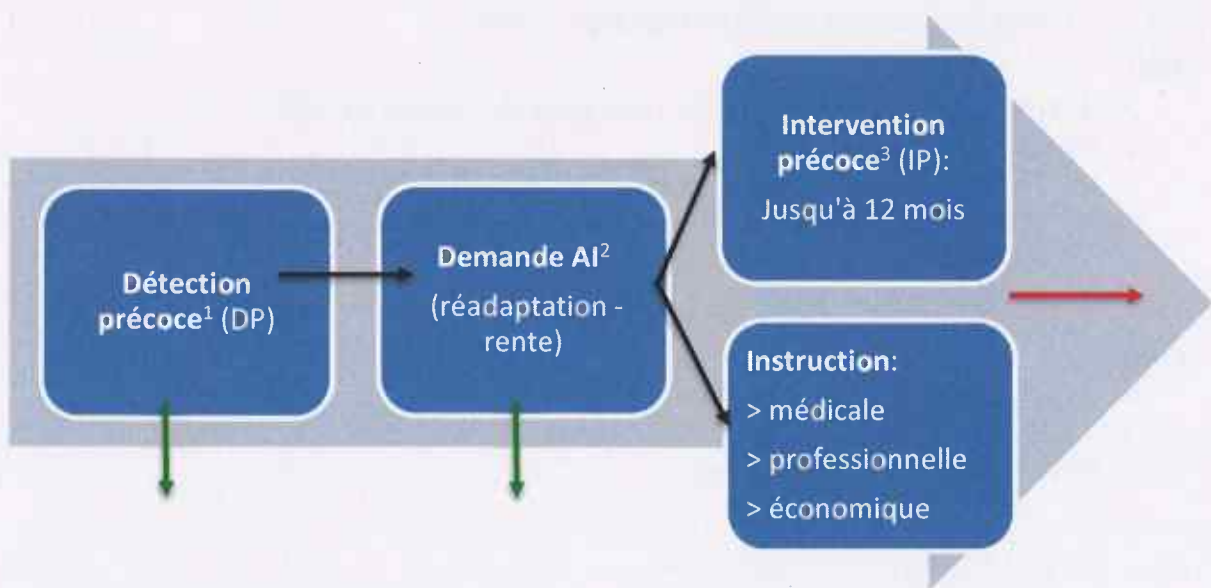 Détection
précoce¹ (DP)
Demande AI²
(réadaptation -
rente)
Intervention
précoce³ (IP):
Jusqu'à 12 mois
Instruction:
> médicale
> professionnelle
> économique